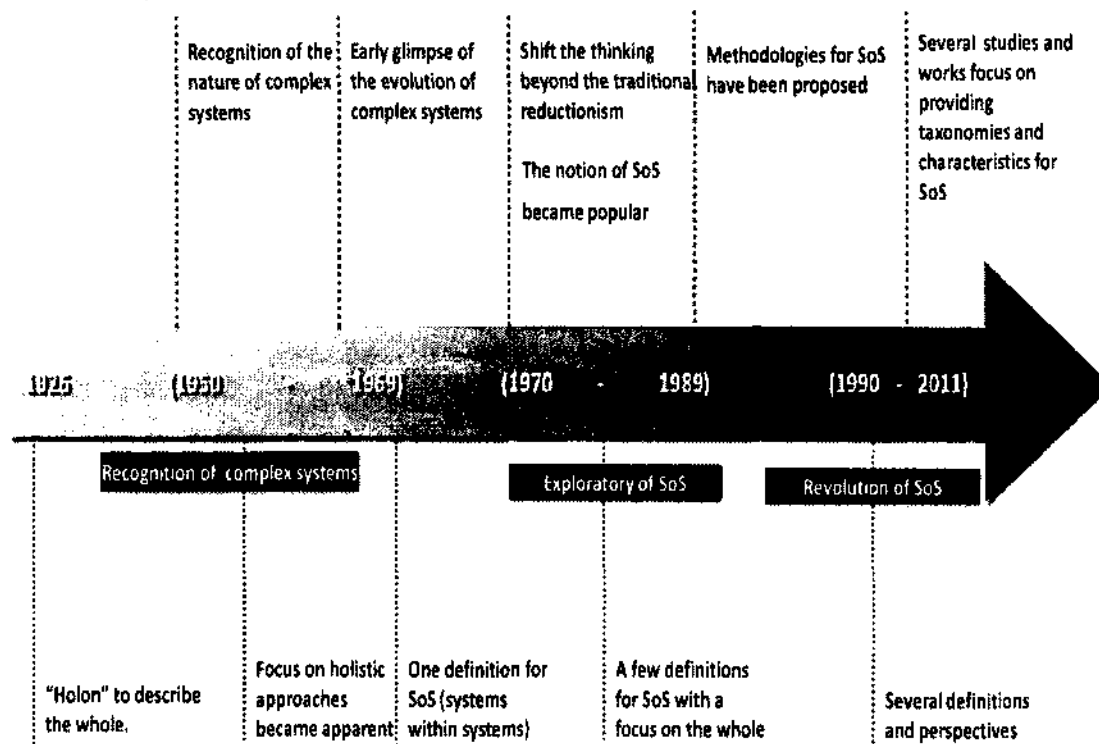 Recognition of the
nature of complex
systems
Early glimpse of
the evolution of
complex systems
Shift the thinking
beyond the traditional
reductionism
The notion of SoS
became popular
Methodologies for SoS
have been proposed
Several studies and
works focus on
providing
taxonomies and
characteristics for
SoS
1926
(1950 - 1969)
(1970 - 1989)
(1990 - 2011)
Recognition of complex systems
Exploratory of SoS
Revolution of SoS
"Holon" to describe
the whole.
Focus on holistic
approaches
became apparent
One definition for
SoS (systems
within systems)
A few definitions
for SoS with a
focus on the whole
Several definitions
and perspectives